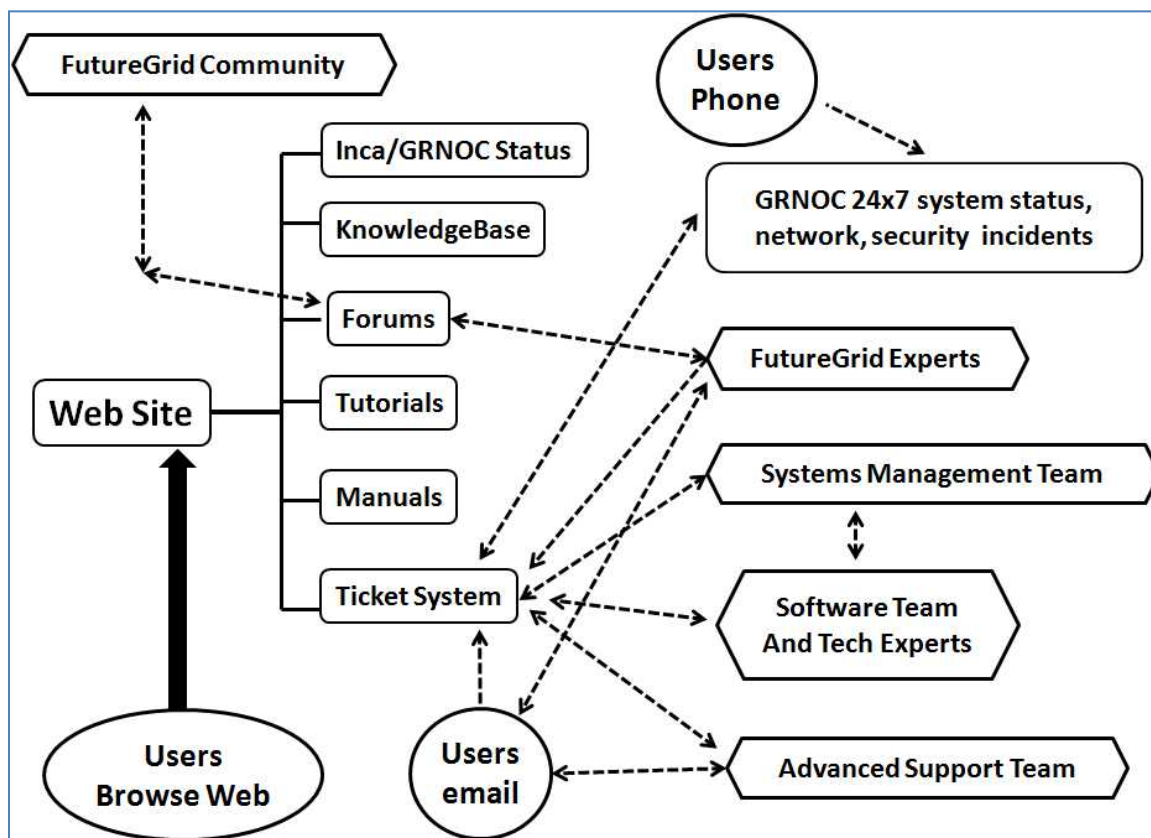 FutureGrid Community
Users
Phone
Inca/GRNOC Status
GRNOC 24x7 system status,
network, security incidents
KnowledgeBase
Forums
FutureGrid Experts
Web Site
Tutorials
Systems Management Team
Manuals
Ticket System
Software Team
And Tech Experts
Users
Browse Web
Users
email
Advanced Support Team